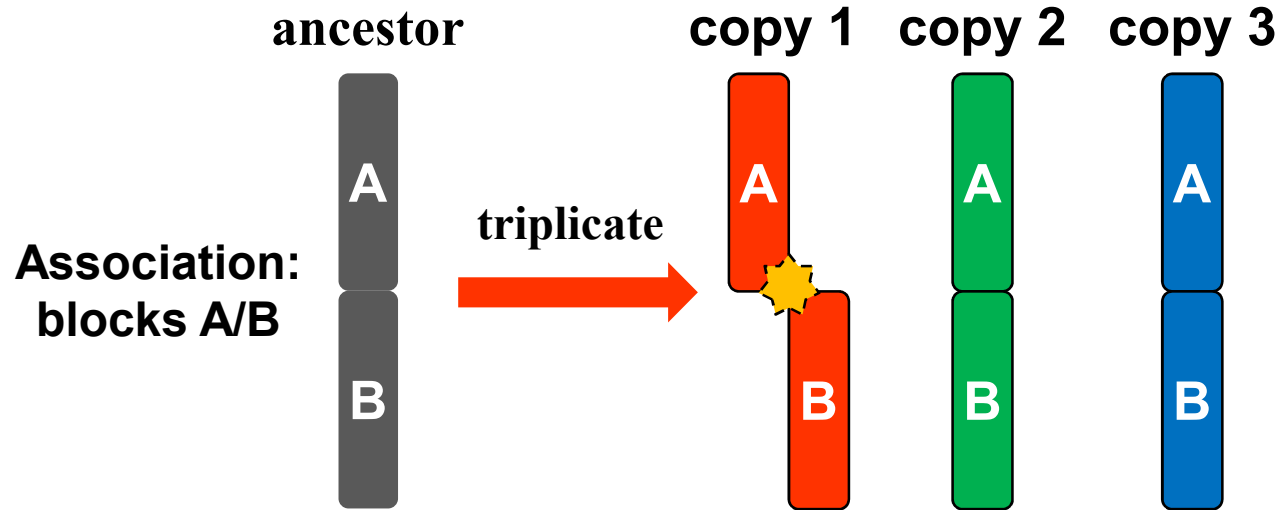 ancestor
copy 1
copy 2
copy 3
A
A
A
A
triplicate
Association:
blocks A/B
B
B
B
B